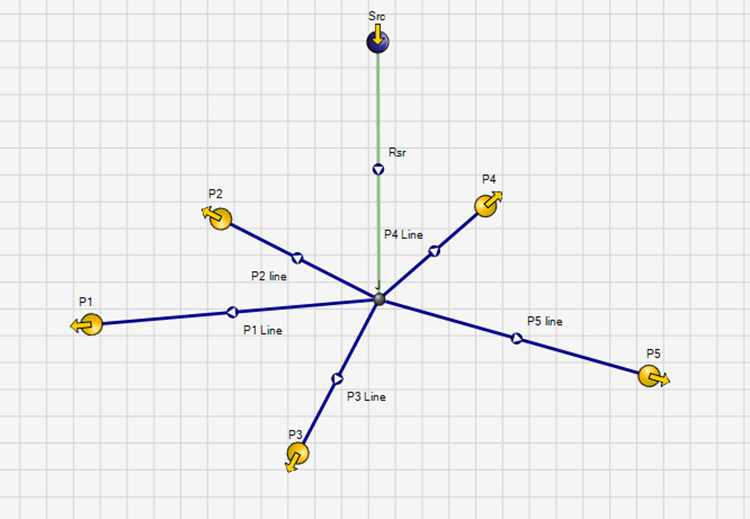 Src
Rsr
P4
P2
P4 Line
P2 line
P1
P1 Line
P5 line
P5
P3 Line
P3